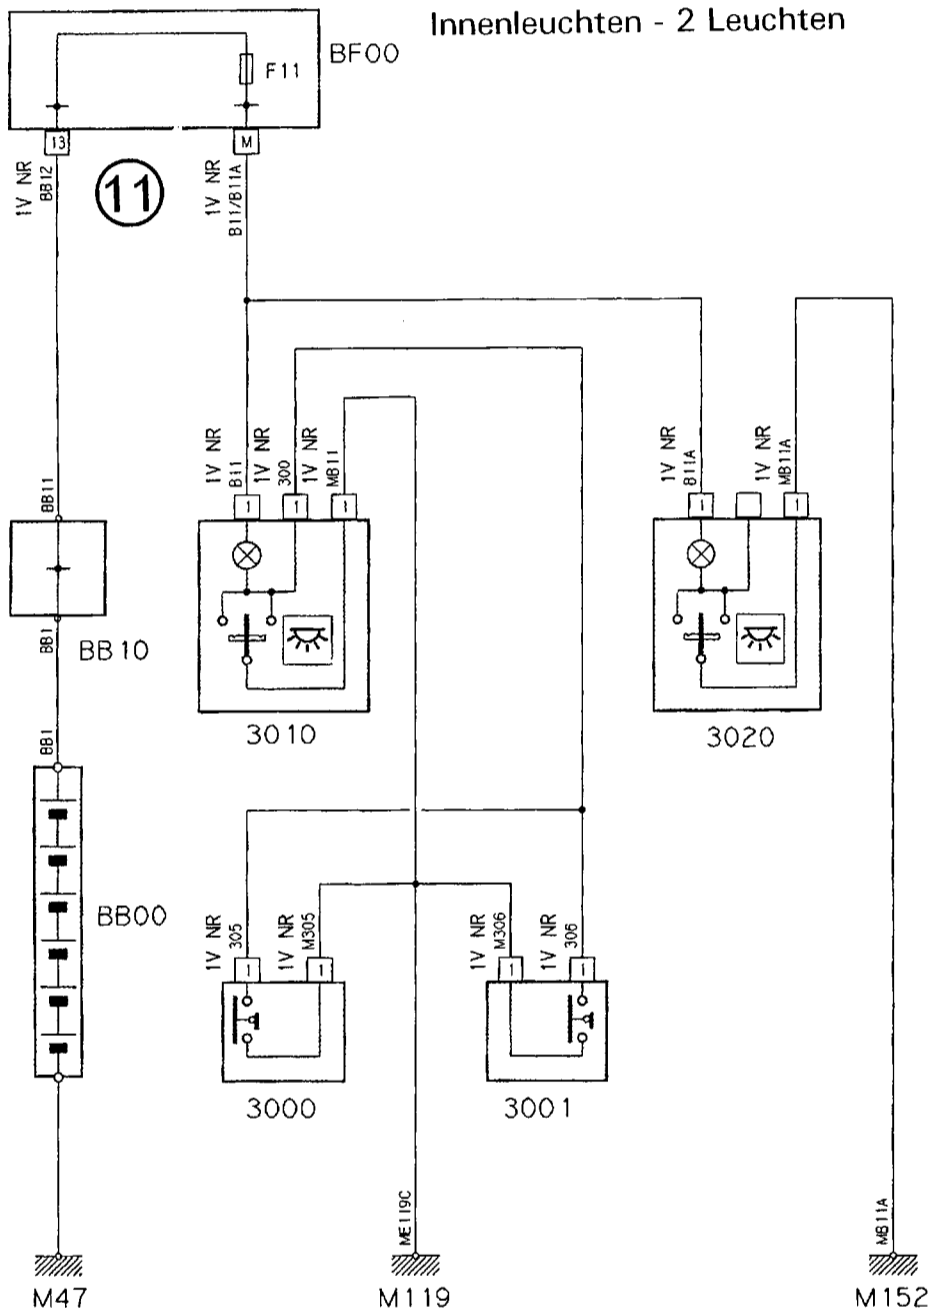 Innenleuchten - 2 Leuchten
BF00
F11
13
M
1V NR
BB12
11
1V NR
B11/B11A
1V NR
B11
1V NR
300
1V NR
MB11
1V NR
B11A
1V NR
MB11A
BB11
1
1
1
1
1
BB1
BB10
3010
3020
BB1
BB00
1V NR
305
1V NR
M305
1V NR
M306
1V NR
306
1
1
1
1
3000
3001
ME119C
MB11A
M47
M119
M152